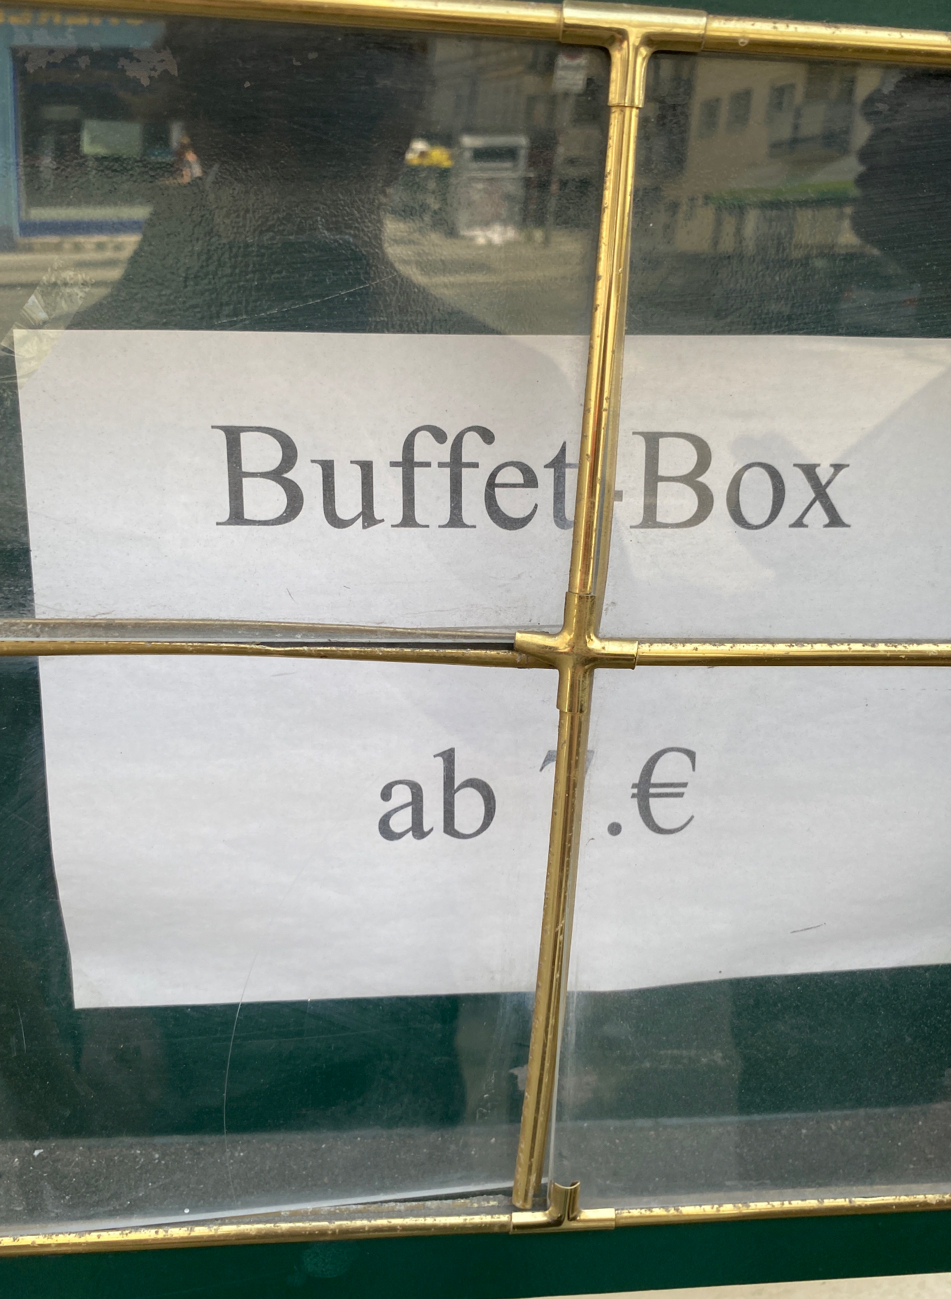 Buffet-Box
ab 7.€